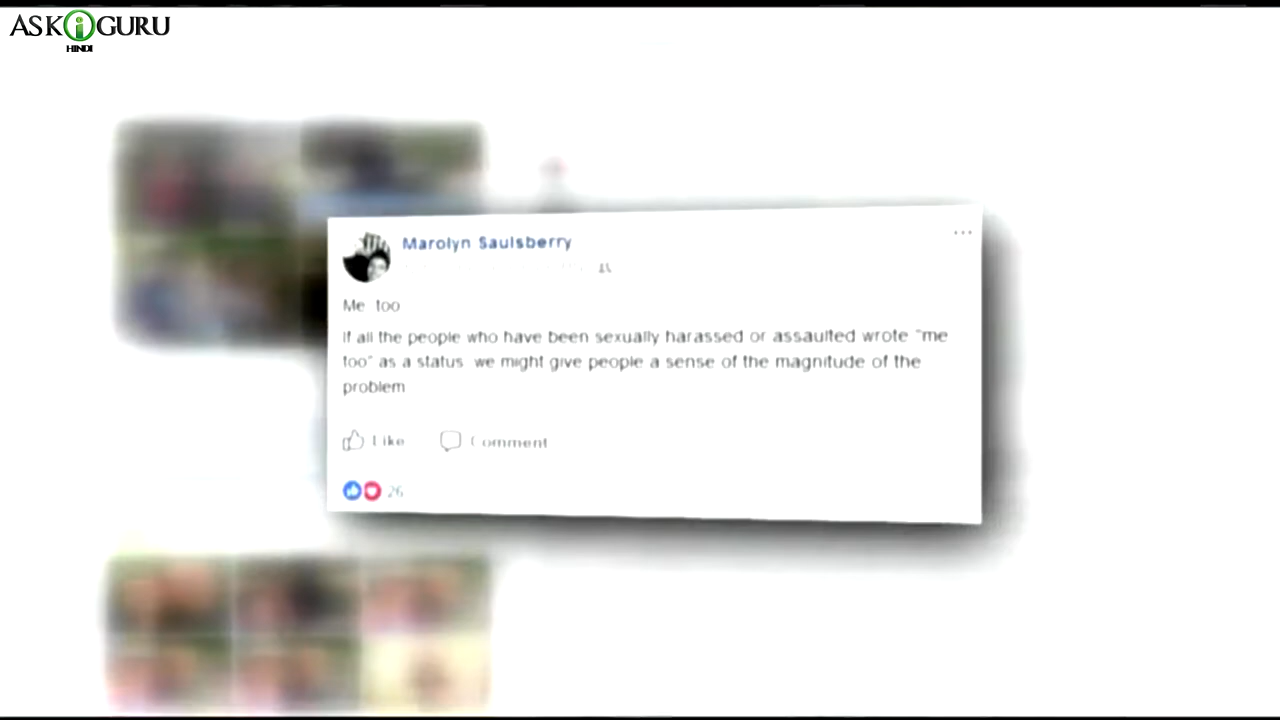 ASK i GURU
HINDI
Marolyn Saulsberry
Me too
If all the people who have been sexually harassed or assaulted wrote "me
too" as a status we might give people a sense of the magnitude of the
problem
Like Comment
26